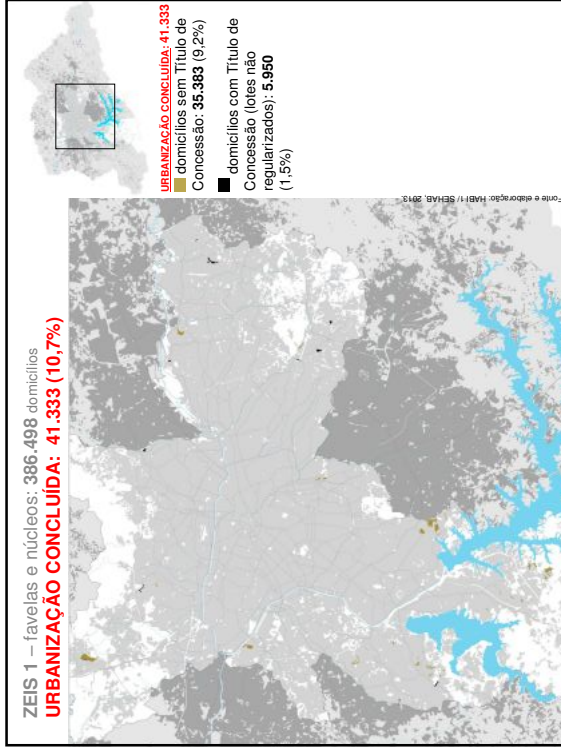 ZEIS 1 – favelas e núcleos: 386.498 domicílios
URBANIZAÇÃO CONCLUÍDA: 41.333 (10,7%)
URBANIZAÇÃO CONCLUÍDA: 41.333
domicílios sem Título de
Concessão: 35.383 (9,2%)
domicílios com Título de
Concessão (lotes não
regularizados): 5.950
(1,5%)
Fonte e elaboração: HABI 1/ SEHAB, 2013.